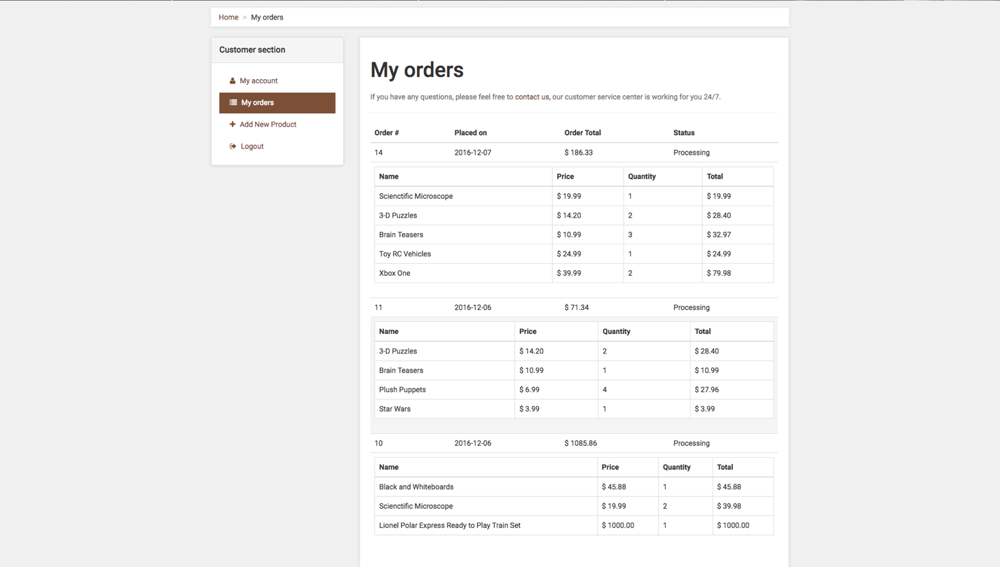 Home > My orders
Customer section
My account
My orders
Add New Product
Logout
My orders
If you have any questions, please feel free to contact us, our customer service center is working for you 24/7.
Order # Placed on Order Total Status
14 2016-12-07 $ 186.33 Processing
Name Price Quantity Total
Scienctific Microscope $ 19.99 1 $ 19.99
3-D Puzzles $ 14.20 2 $ 28.40
Brain Teasers $ 10.99 3 $ 32.97
Toy RC Vehicles $ 24.99 1 $ 24.99
Xbox One $ 39.99 2 $ 79.98
11 2016-12-06 $ 71.34 Processing
Name Price Quantity Total
3-D Puzzles $ 14.20 2 $ 28.40
Brain Teasers $ 10.99 1 $ 10.99
Plush Puppets $ 6.99 4 $ 27.96
Star Wars $ 3.99 1 $ 3.99
10 2016-12-06 $ 1085.86 Processing
Name Price Quantity Total
Black and Whiteboards $ 45.88 1 $ 45.88
Scienctific Microscope $ 19.99 2 $ 39.98
Lionel Polar Express Ready to Play Train Set $ 1000.00 1 $ 1000.00